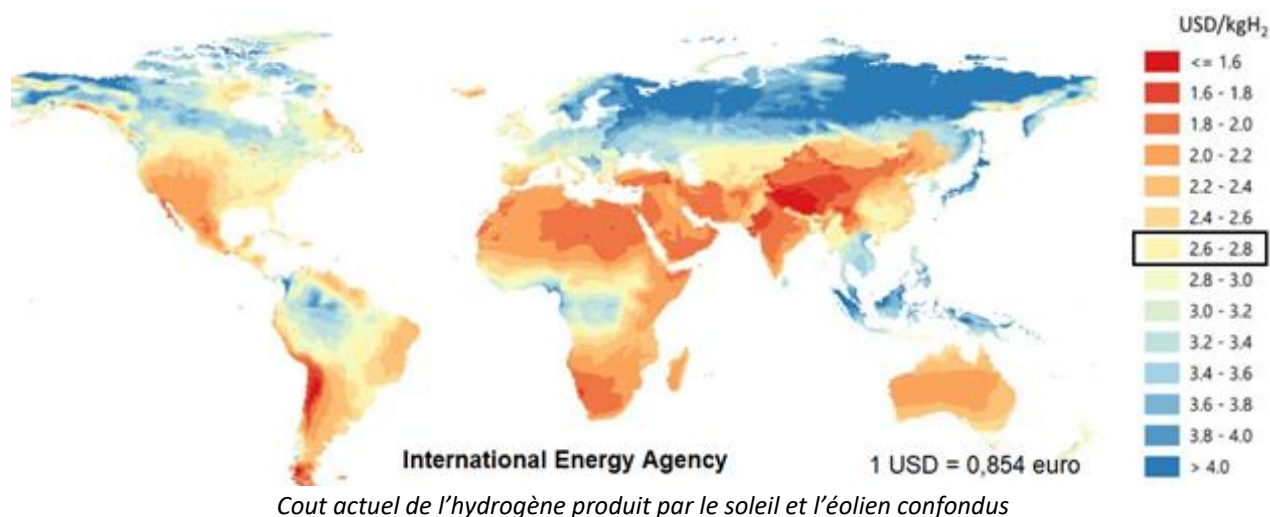 USD/kgH₂
<= 1.6
1.6 - 1.8
1.8 - 2.0
2.0 - 2.2
2.2 - 2.4
2.4 - 2.6
2.6 - 2.8
2.8 - 3.0
3.0 - 3.2
3.2 - 3.4
3.4 - 3.6
3.6 - 3.8
3.8 - 4.0
> 4.0
International Energy Agency
1 USD = 0,854 euro
Cout actuel de l’hydrogène produit par le soleil et l’éolien confondus